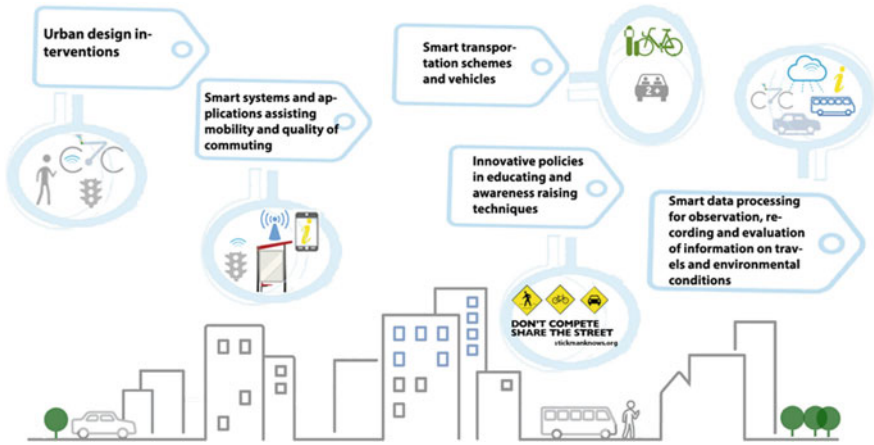 Urban design in-
terventions
Smart systems and ap-
plications assisting
mobility and quality of
commuting
i
Smart transpor-
tation schemes
and vehicles
2+
Innovative policies
in educating and
awareness raising
techniques
DON'T COMPETE
SHARE THE STREET
stickmanknows.org
i
Smart data processing
for observation, re-
cording and evaluation
of information on trav-
els and environmental
conditions